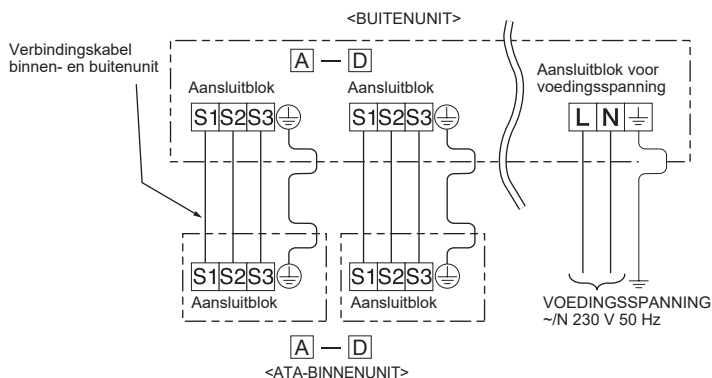 <BUITENUNIT>
Verbindingskabel
binnen- en buitenunit
A — D
Aansluitblok
Aansluitblok
Aansluitblok voor
voedingsspanning
S1 S2 S3
S1 S2 S3
L N
S1 S2 S3
S1 S2 S3
Aansluitblok
Aansluitblok
VOEDINGSSPANNING
~/N 230 V 50 Hz
A — D
<ATA-BINNENUNIT>